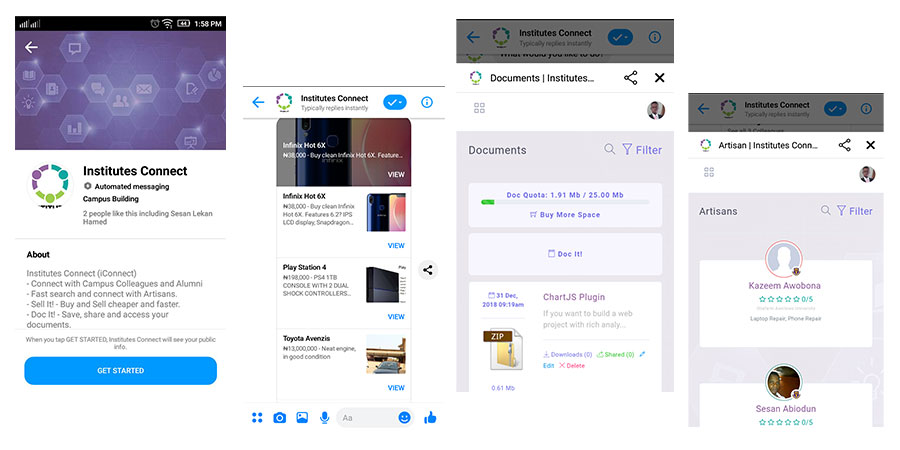 1:58 PM
44
TITLE
Institutes Connect
Automated messaging
Campus Building
2 people like this including Sesan Lekan
Hamed
About
Institutes Connect (iConnect)
- Connect with Campus Colleagues and Alumni
- Fast search and connect with Artisans.
- Sell It! - Buy and Sell cheaper and faster.
- Doc It! - Save, share and access your
documents.
When you tap GET STARTED, Institutes Connect will see your public
info.
GET STARTED
Institutes Connect
Typically replies instantly
Infinix Hot 6X
₦38,000 - Buy clean Infinix Hot 6X. Feature...
VIEW
Infinix Hot 6X
₦38,000 - Buy clean Infinix
Hot 6X. Features 6.2? IPS
LCD display, Snapdragon...
VIEW
Play Station 4
₦198,000 - PS4 1TB
CONSOLE WITH 2 DUAL
SHOCK CONTROLLERS...
Play
VIEW
Toyota Avenzis
₦13,000,000 - Neat engine,
in good condition
VIEW
Aa
Institutes Connect
Typically replies instantly
What would you like to do?
Documents | Institutes...
Documents
Filter
Doc Quota: 1.91 Mb / 25.00 Mb
Buy More Space
Doc It!
31 Dec,
2018 09:19am
ZIP
0.61 Mb
ChartJS Plugin
If you want to build a web
project with rich analy...
Downloads (0) Shared (0)
Edit Delete
Institutes Connect
Typically replies instantly
See all 3 Colleagues
Artisan | Institutes Conn...
Artisans
Filter
Kazeem Awobona
0/5
Obafemi Awolowo University
Laptop Repair, Phone Repair
Sesan Abiodun
0/5